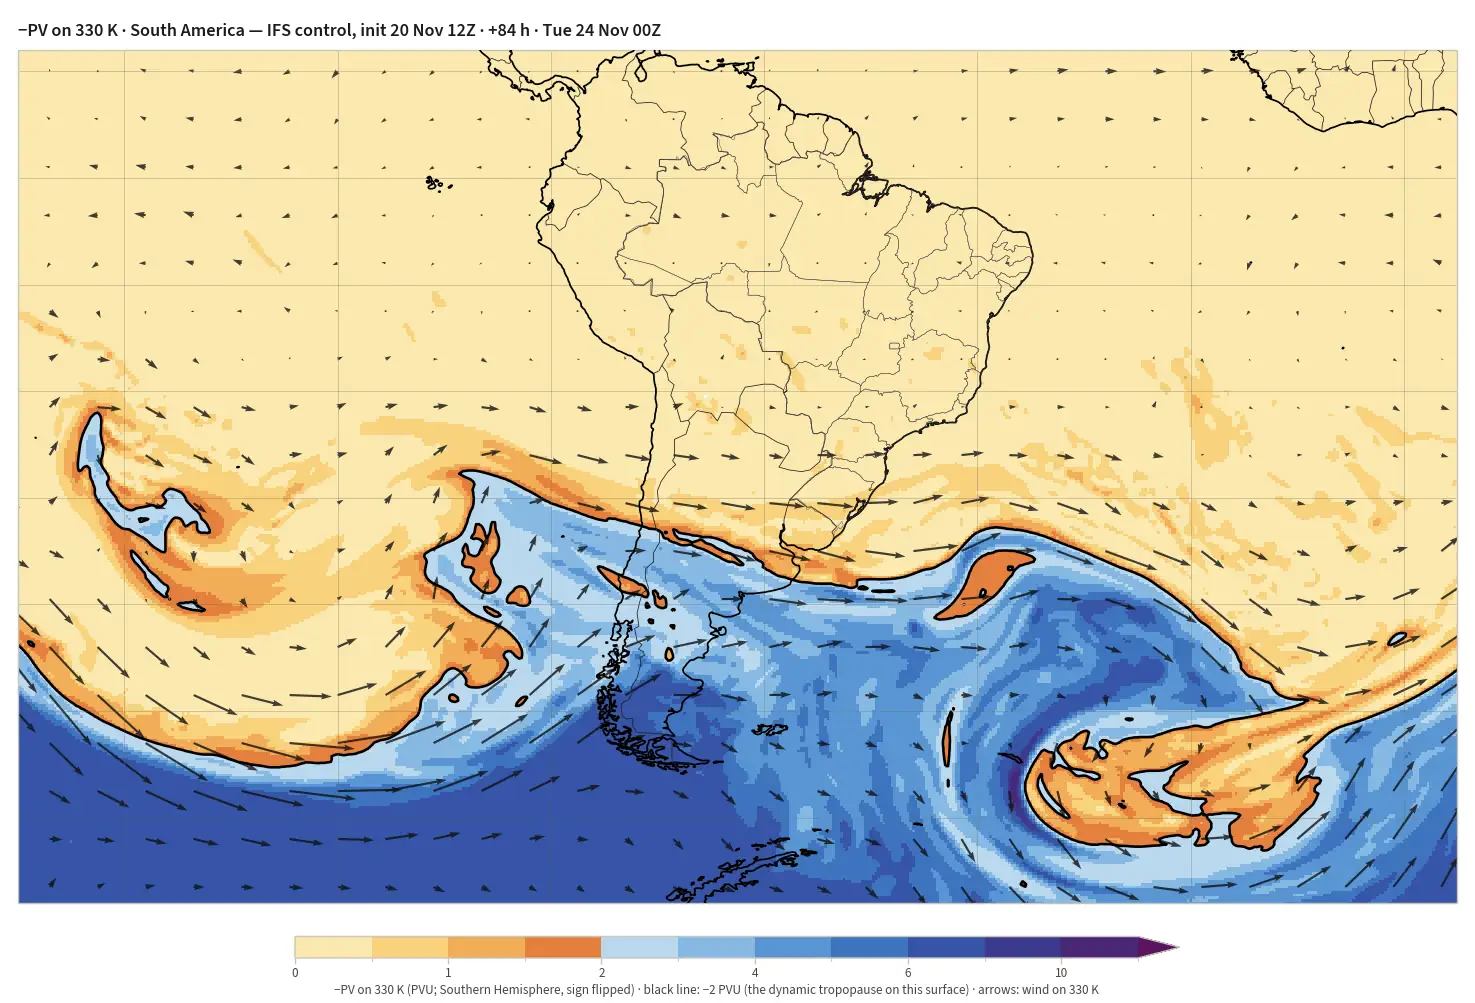 −PV on 330 K · South America — IFS control, init 20 Nov 12Z · +84 h · Tue 24 Nov 00Z
0 1 2 4 6 10
−PV on 330 K (PVU; Southern Hemisphere, sign flipped) · black line: −2 PVU (the dynamic tropopause on this surface) · arrows: wind on 330 K